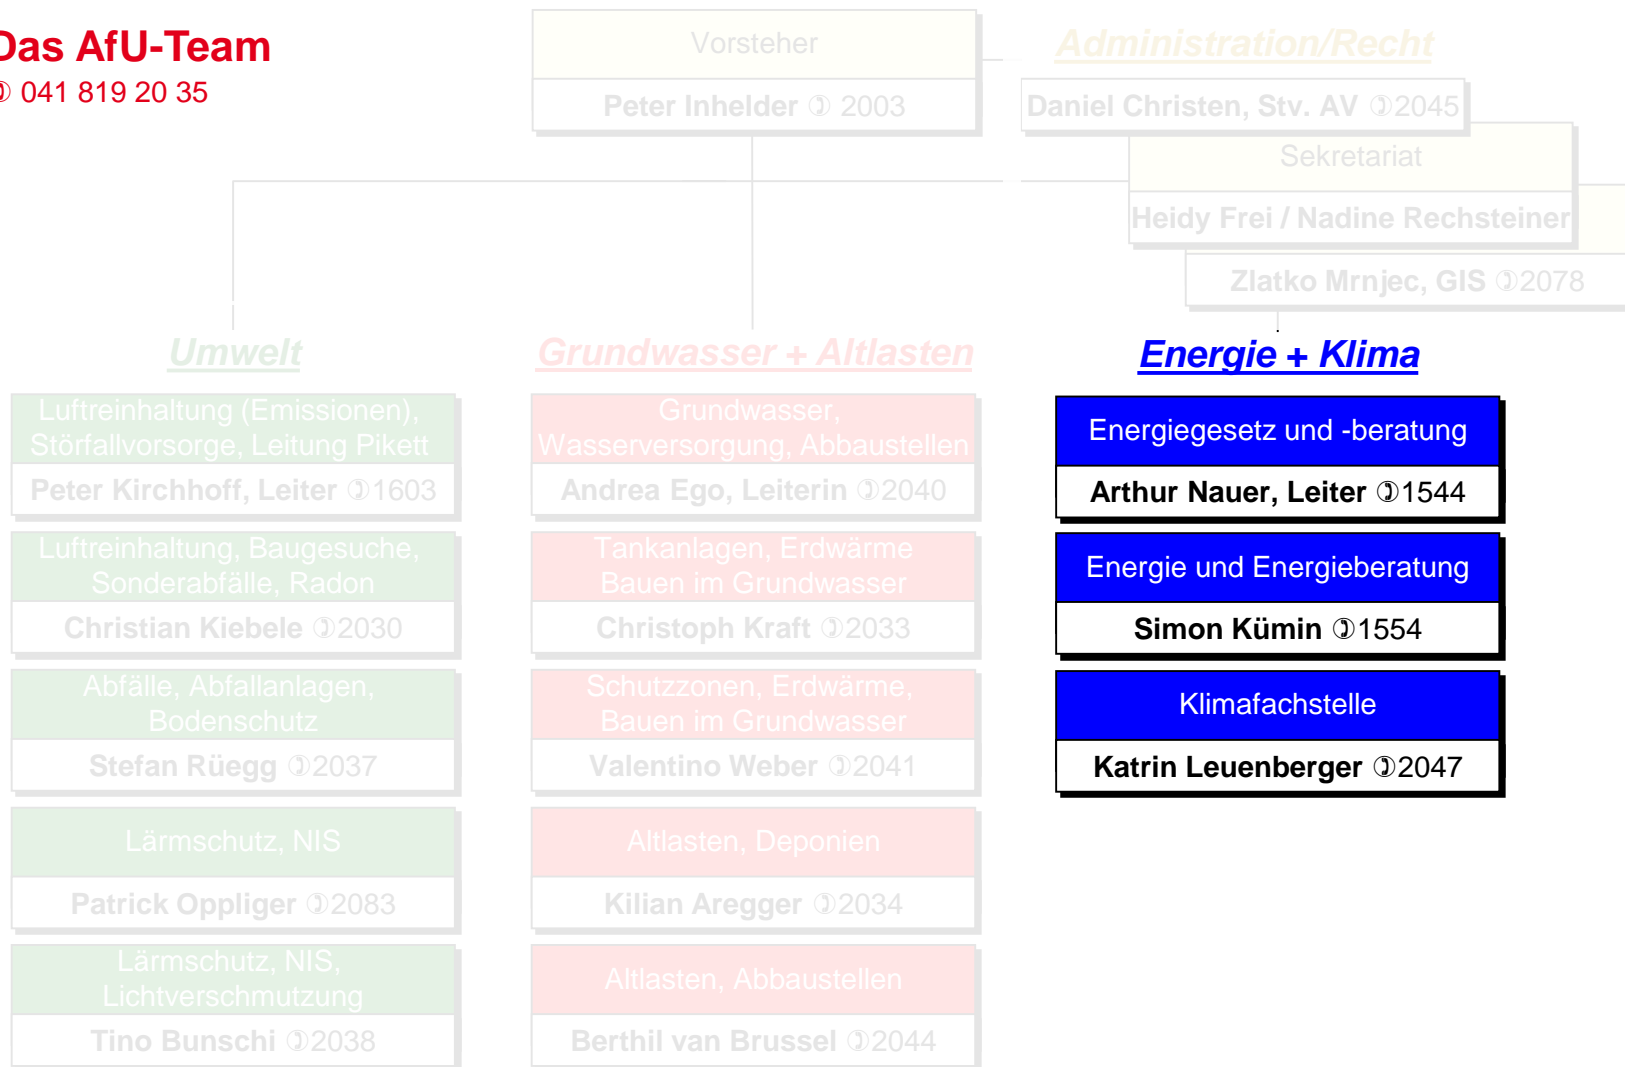 Das AfU-Team
✆ 041 819 20 35
Vorsteher
Peter Inhelder ✆ 2003
Administration/Recht
Daniel Christen, Stv. AV ✆2045
Sekretariat
Heidy Frei / Nadine Rechsteiner
Zlatko Mrnjec, GIS ✆2078
Umwelt
Luftreinhaltung (Emissionen),
Störfallvorsorge, Leitung Pikett
Peter Kirchhoff, Leiter ✆1603
Luftreinhaltung, Baugesuche,
Sonderabfälle, Radon
Christian Kiebele ✆2030
Abfälle, Abfallanlagen,
Bodenschutz
Stefan Rüegg ✆2037
Lärmschutz, NIS
Patrick Oppliger ✆2083
Lärmschutz, NIS,
Lichtverschmutzung
Tino Bunschi ✆2038
Grundwasser + Altlasten
Grundwasser,
Wasserversorgung, Abbaustellen
Andrea Ego, Leiterin ✆2040
Tankanlagen, Erdwärme
Bauen im Grundwasser
Christoph Kraft ✆2033
Schutzzonen, Erdwärme,
Bauen im Grundwasser
Valentino Weber ✆2041
Altlasten, Deponien
Kilian Aregger ✆2034
Altlasten, Abbaustellen
Berthil van Brussel ✆2044
Energie + Klima
Energiegesetz und -beratung
Arthur Nauer, Leiter ✆1544
Energie und Energieberatung
Simon Kümin ✆1554
Klimafachstelle
Katrin Leuenberger ✆2047